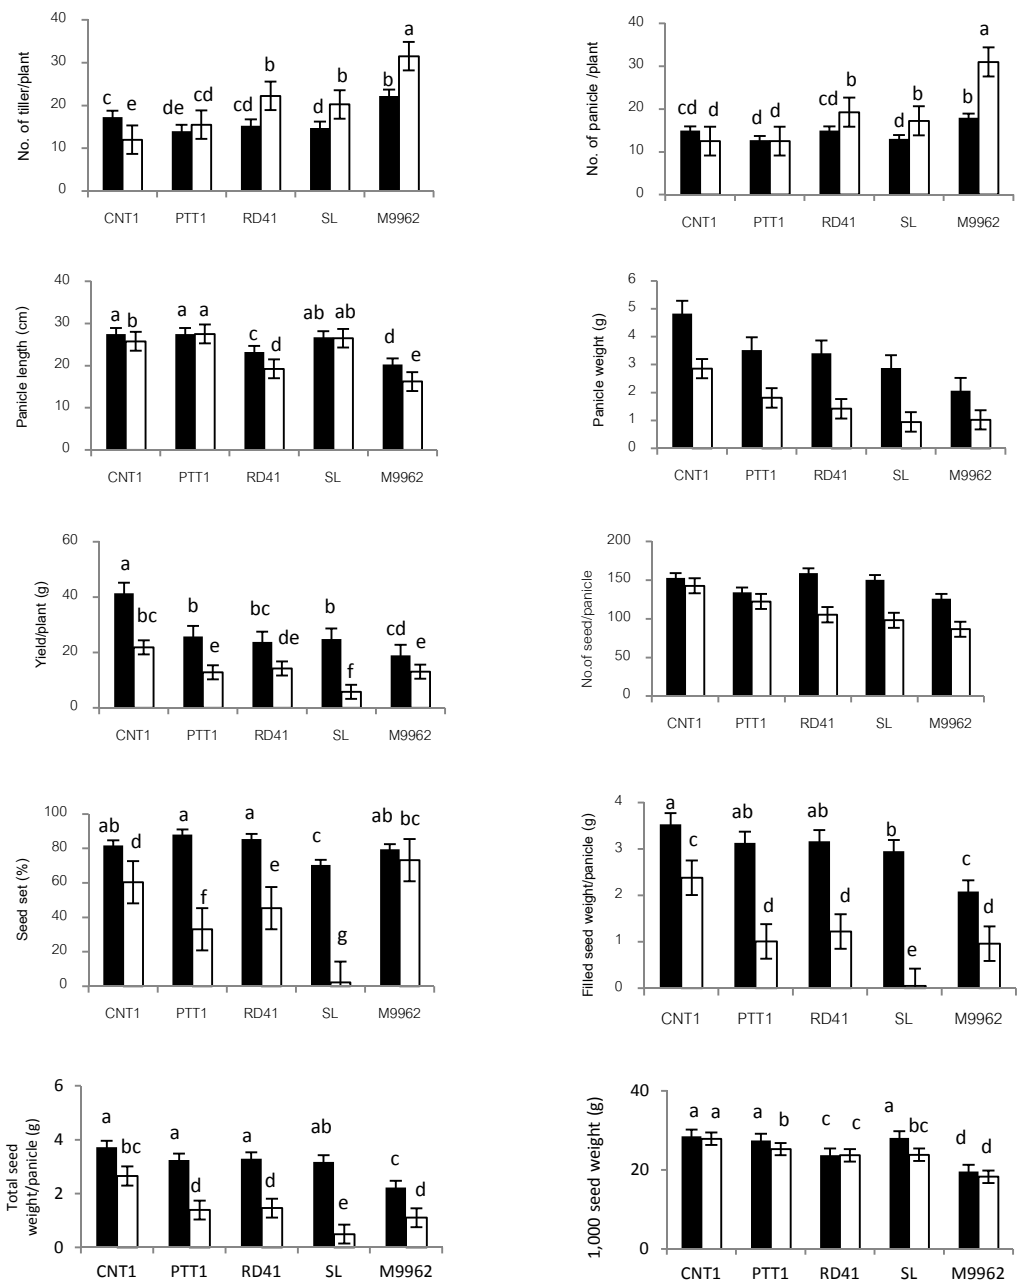 No. of tiller/plant
40
30
20
10
0
c e de cd cd b d b b a
CNT1 PTT1 RD41 SL M9962
No. of panicle /plant
40
30
20
10
0
cd d d d cd b d b b a
CNT1 PTT1 RD41 SL M9962
Panicle length (cm)
40
30
20
10
0
a b a a c d ab ab d e
CNT1 PTT1 RD41 SL M9962
Panicle weight (g)
6
5
4
3
2
1
0
CNT1 PTT1 RD41 SL M9962
Yield/plant (g)
60
40
20
0
a bc b e bc de b f cd e
CNT1 PTT1 RD41 SL M9962
No.of seed/panicle
200
150
100
50
0
CNT1 PTT1 RD41 SL M9962
Seed set (%)
100
80
60
40
20
0
ab d a f a e c g ab bc
CNT1 PTT1 RD41 SL M9962
Filled seed weight/panicle (g)
4
3
2
1
0
a c ab d ab d b e c d
CNT1 PTT1 RD41 SL M9962
Total seed
weight/panicle (g)
6
4
2
0
a bc a d a d ab e c d
CNT1 PTT1 RD41 SL M9962
1,000 seed weight (g)
40
20
0
a a a b c c a bc d d
CNT1 PTT1 RD41 SL M9962